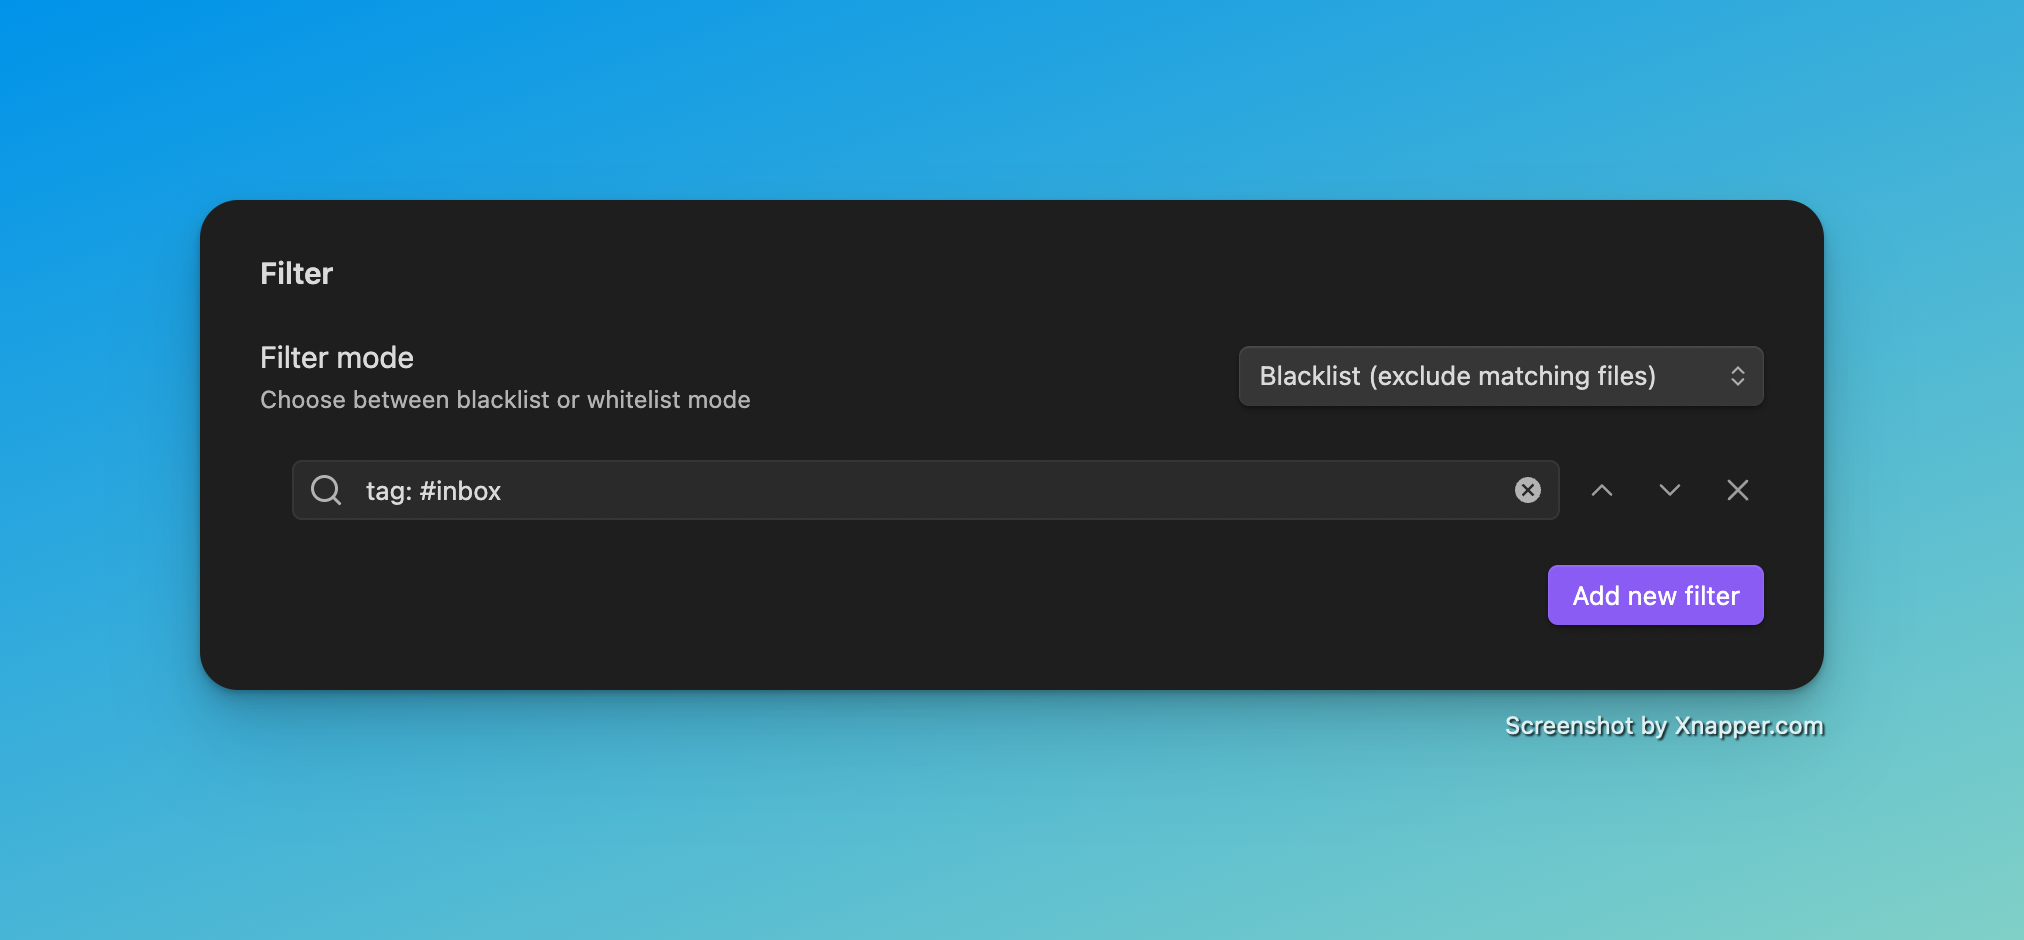 Filter
Filter mode
Choose between blacklist or whitelist mode
Blacklist (exclude matching files)
tag: #inbox
Add new filter
Screenshot by Xnapper.com